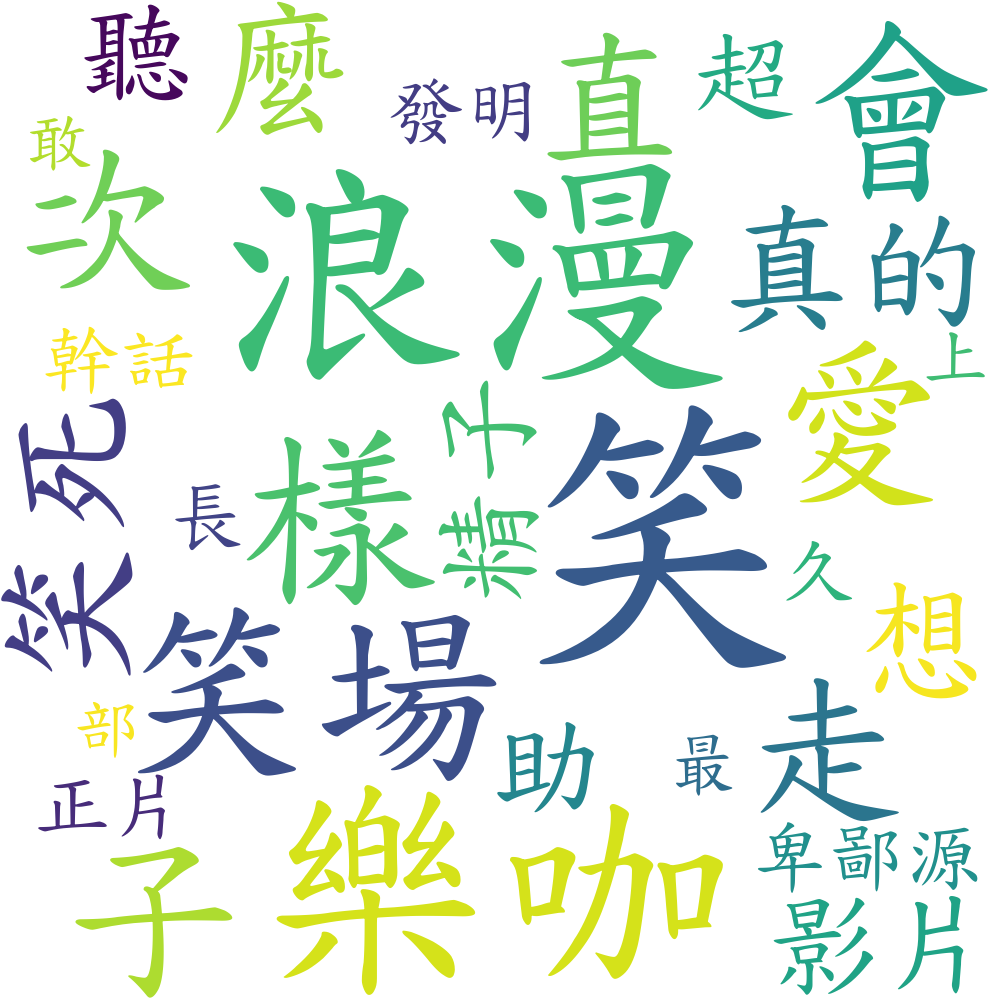 聽
麼
發明
直
超
會
敢
次
浪漫
真的
幹話
上
愛
笑死
樣
精子
笑
長
久
想
笑場
部
助
最
走
正片
子
樂咖
卑鄙源
影片